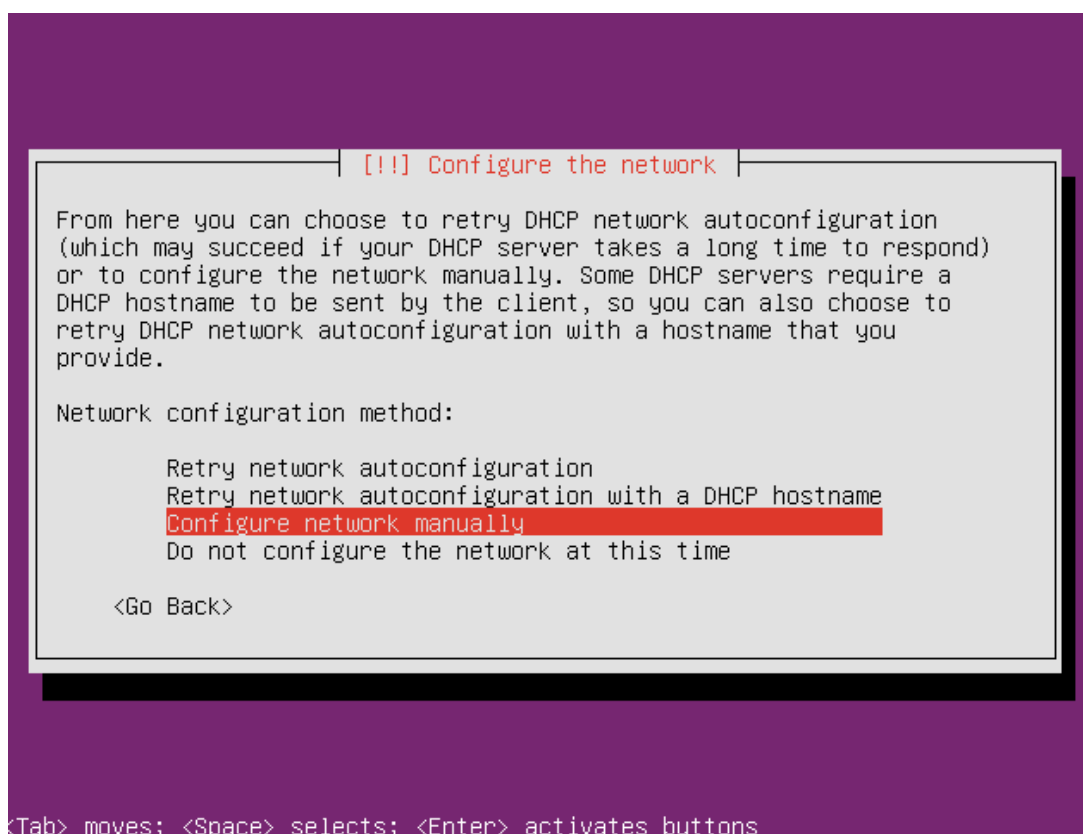 [!!] Configure the network
From here you can choose to retry DHCP network autoconfiguration
(which may succeed if your DHCP server takes a long time to respond)
or to configure the network manually. Some DHCP servers require a
DHCP hostname to be sent by the client, so you can also choose to
retry DHCP network autoconfiguration with a hostname that you
provide.
Network configuration method:
Retry network autoconfiguration
Retry network autoconfiguration with a DHCP hostname
Configure network manually
Do not configure the network at this time
<Go Back>
<Tab> moves; <Space> selects; <Enter> activates buttons